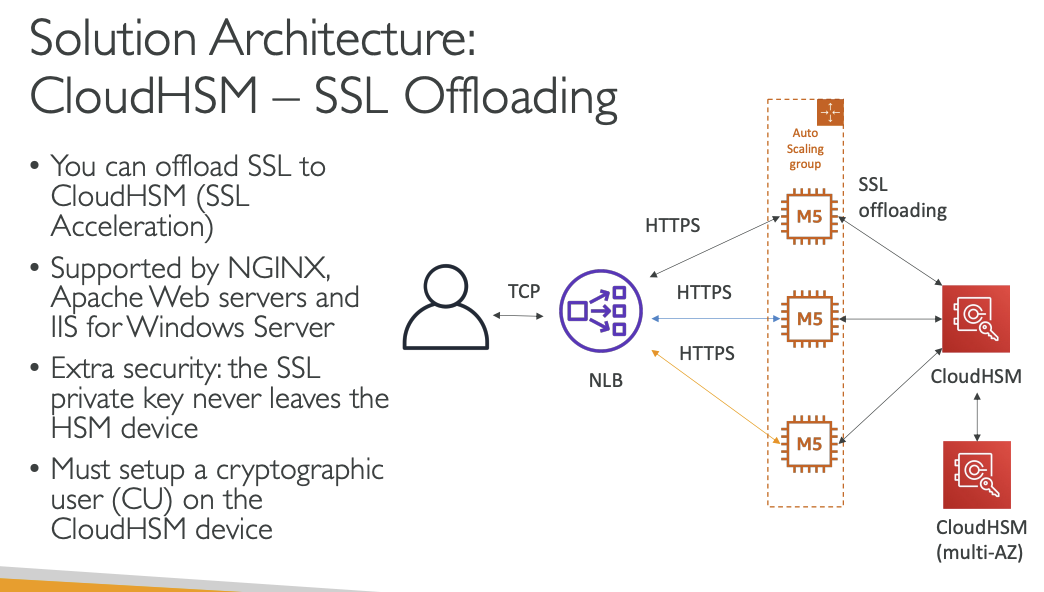 Solution Architecture:
CloudHSM – SSL Offloading
• You can offload SSL to
CloudHSM (SSL
Acceleration)
• Supported by NGINX,
Apache Web servers and
IIS for Windows Server
• Extra security: the SSL
private key never leaves the
HSM device
• Must setup a cryptographic
user (CU) on the
CloudHSM device
TCP
NLB
HTTPS
HTTPS
HTTPS
Auto
Scaling
group
M5
M5
M5
SSL
offloading
CloudHSM
CloudHSM
(multi-AZ)